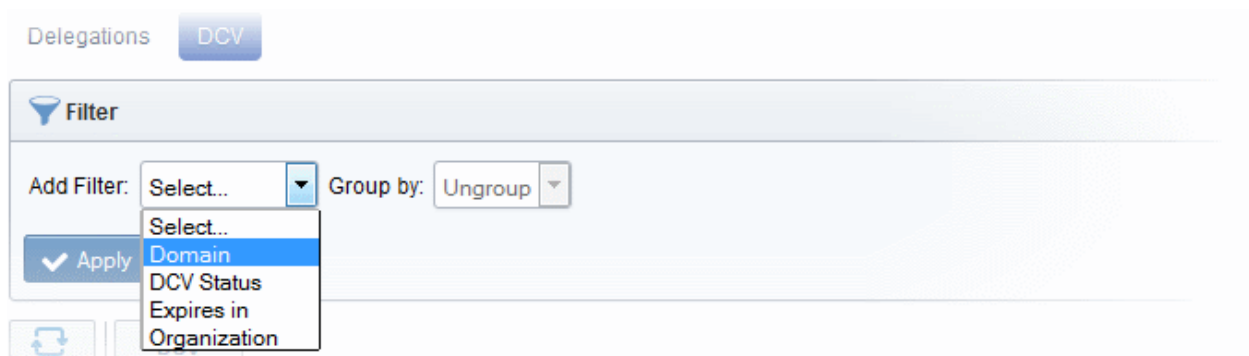 Delegations DCV
Filter
Add Filter: Select... Group by: Ungroup
Select...
Apply Domain
DCV Status
Expires in
Organization